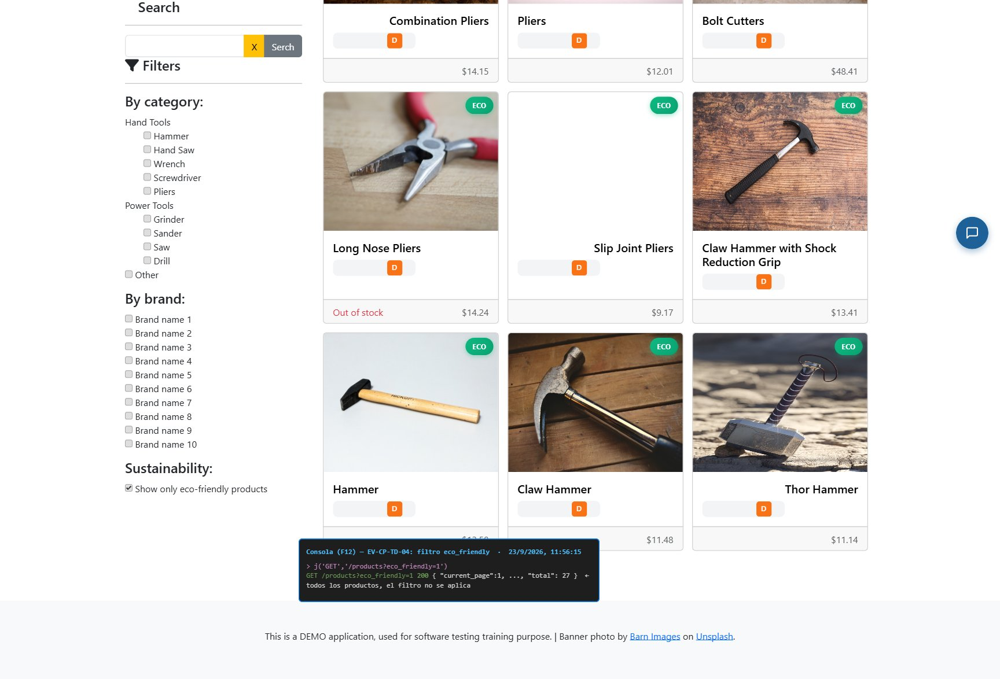 Search
X
Serch
Filters
By category:
Hand Tools
Hammer
Hand Saw
Wrench
Screwdriver
Pliers
Power Tools
Grinder
Sander
Saw
Drill
Other
By brand:
Brand name 1
Brand name 2
Brand name 3
Brand name 4
Brand name 5
Brand name 6
Brand name 7
Brand name 8
Brand name 9
Brand name 10
Sustainability:
Show only eco-friendly products
Combination Pliers
D
$14.15
Pliers
D
$12.01
Bolt Cutters
D
$48.41
ECO
Long Nose Pliers
D
Out of stock
$14.24
ECO
Slip Joint Pliers
D
$9.17
ECO
Claw Hammer with Shock
Reduction Grip
D
$13.41
ECO
Hammer
D
ECO
Claw Hammer
D
$11.48
ECO
Thor Hammer
D
$11.14
Consola (F12) — EV-CP-TD-04: filtro eco_friendly · 23/9/2026, 11:56:15
> j('GET','/products?eco_friendly=1')
GET /products?eco_friendly=1 200 { "current_page":1, ..., "total": 27 } ←
todos los productos, el filtro no se aplica
This is a DEMO application, used for software testing training purpose. | Banner photo by Barn Images on Unsplash.